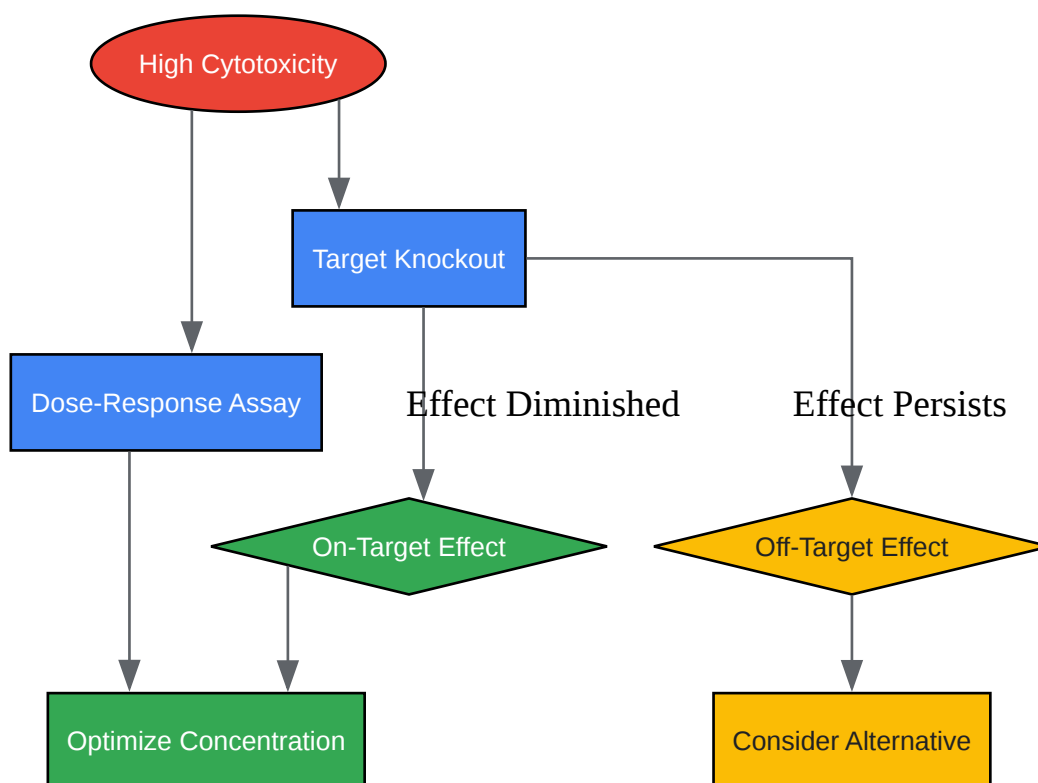 High Cytotoxicity
Target Knockout
Dose-Response Assay
Effect Diminished
Effect Persists
On-Target Effect
Off-Target Effect
Optimize Concentration
Consider Alternative